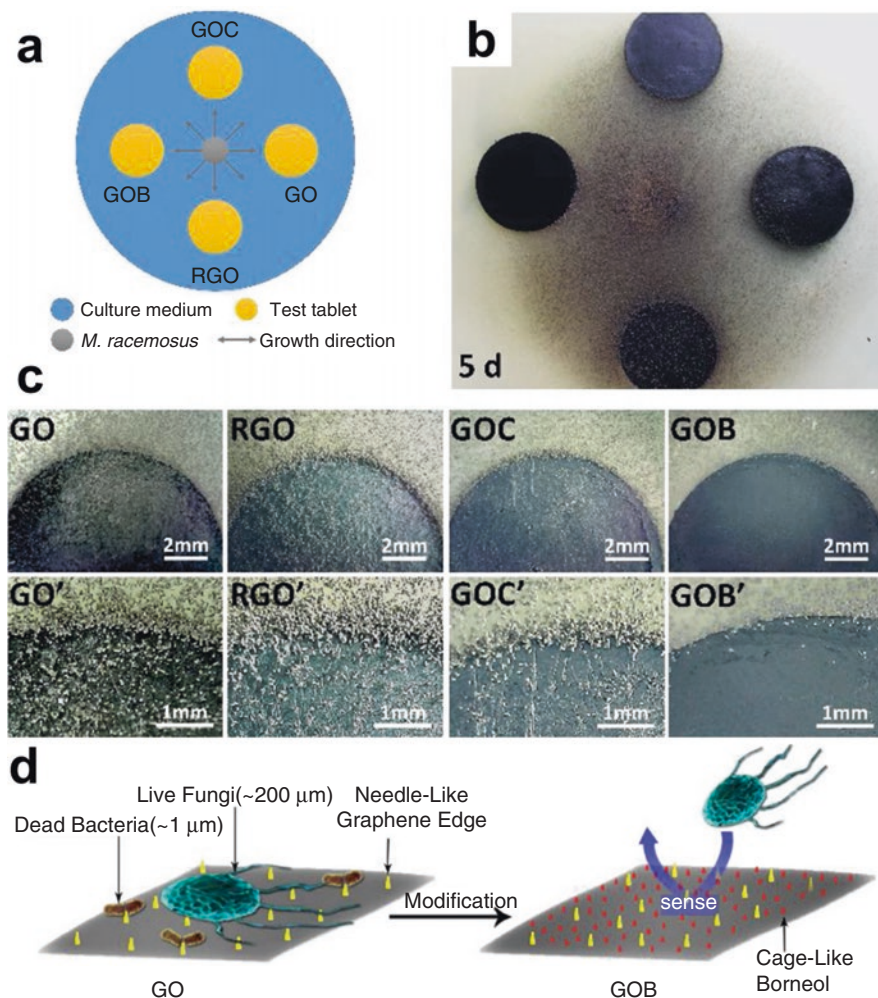 a
GOC
GOB
GO
RGO
Culture medium
Test tablet
M. racemosus
Growth direction
b
5 d
c
GO
2mm
RGO
2mm
GOC
2mm
GOB
2mm
GO′
1mm
RGO′
1mm
GOC′
1mm
GOB′
1mm
d
Live Fungi(~200 μm)
Needle-Like
Graphene Edge
Dead Bacteria(~1 μm)
Modification
sense
Cage-Like
Borneol
GO
GOB